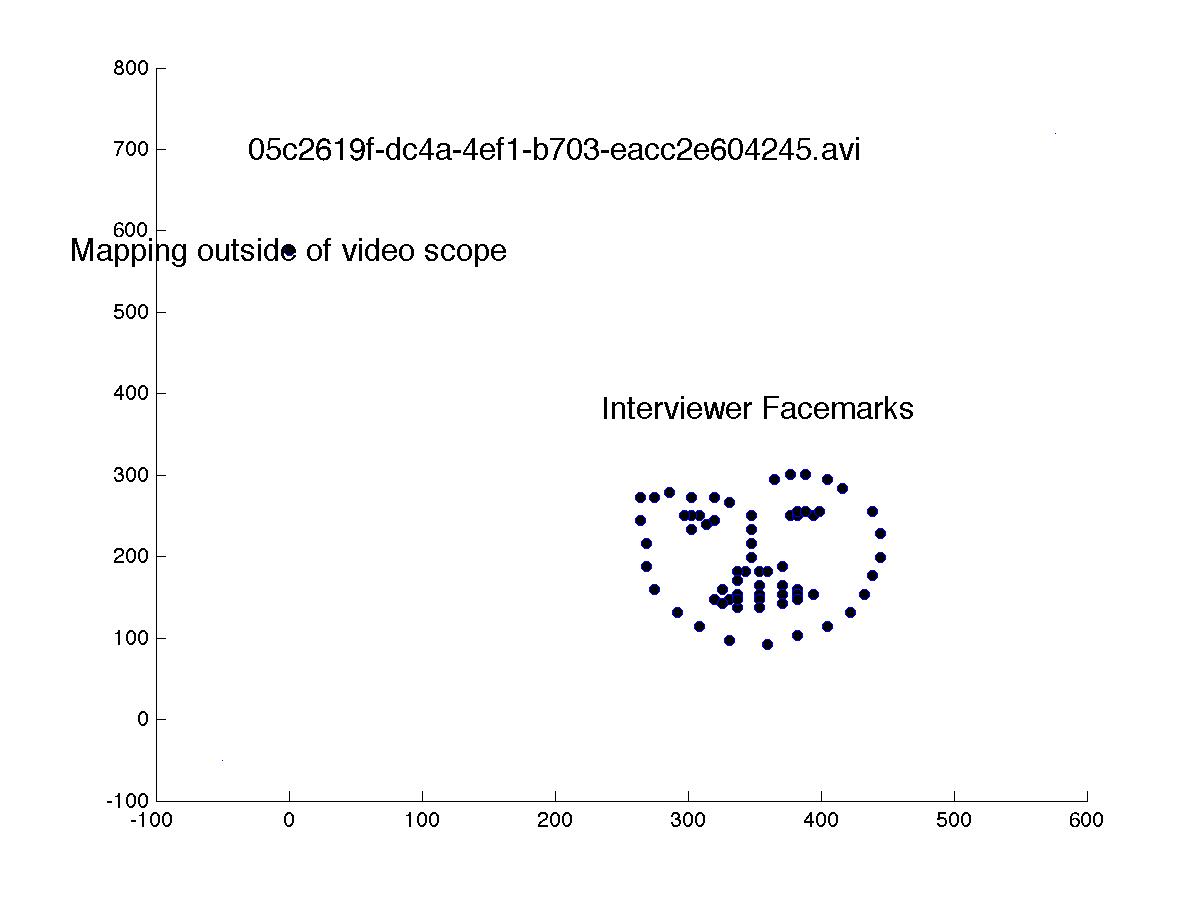 800
700
05c2619f-dc4a-4ef1-b703-eacc2e604245.avi
600
Mapping outside of video scope
500
400
Interviewer Facemarks
300
200
100
0
-100
-100 0 100 200 300 400 500 600